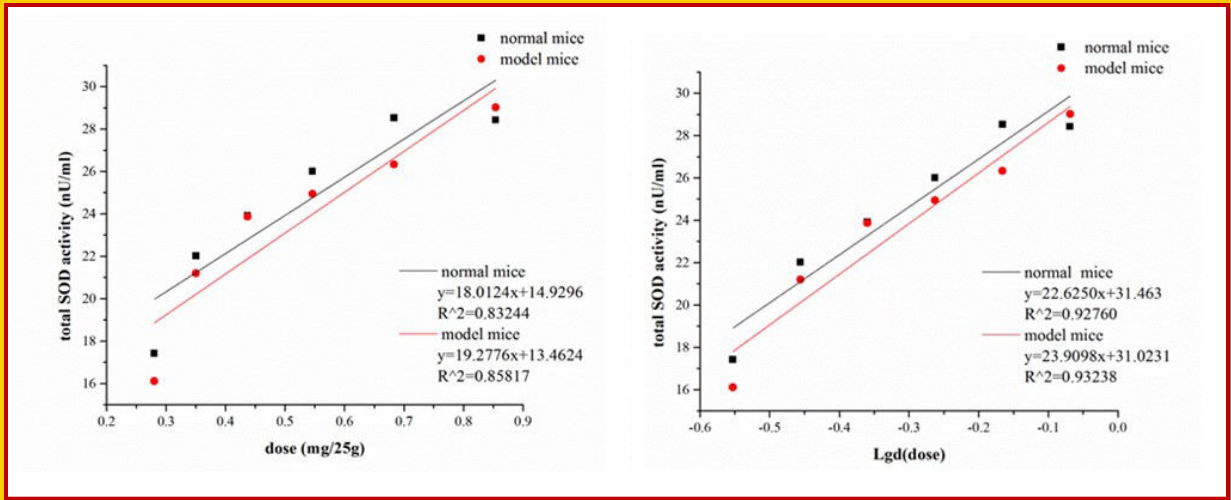 normal mice
model mice
total SOD activity (nU/ml)
30
28
26
24
22
20
18
16
normal mice
y=18.0124x+14.9296
R^2=0.83244
model mice
y=19.2776x+13.4624
R^2=0.85817
0.2 0.3 0.4 0.5 0.6 0.7 0.8 0.9
dose (mg/25g)
normal mice
model mice
total SOD activity (nU/ml)
30
28
26
24
22
20
18
16
normal mice
y=22.6250x+31.463
R^2=0.92760
model mice
y=23.9098x+31.0231
R^2=0.93238
-0.6 -0.5 -0.4 -0.3 -0.2 -0.1 0.0
Lgd(dose)